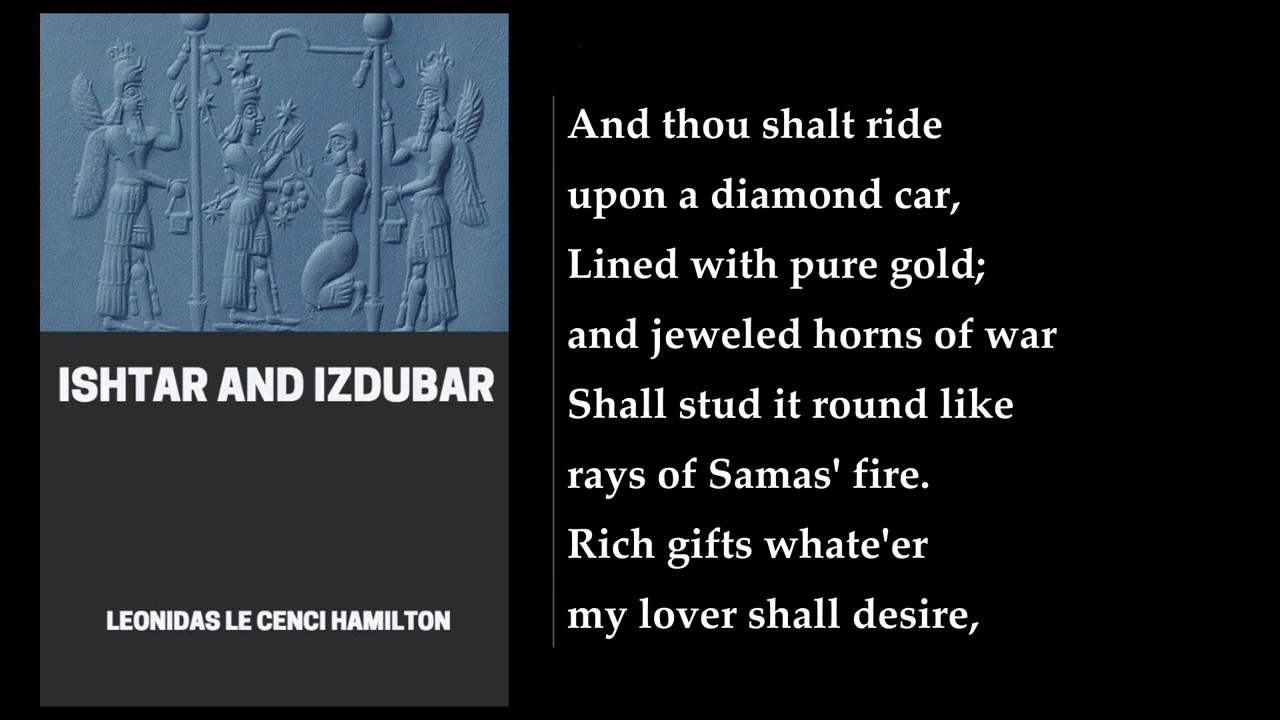 ISHTAR AND IZDUBAR
LEONIDAS LE CENCI HAMILTON
And thou shalt ride
upon a diamond car,
Lined with pure gold;
and jeweled horns of war
Shall stud it round like
rays of Samas' fire.
Rich gifts whate'er
my lover shall desire,